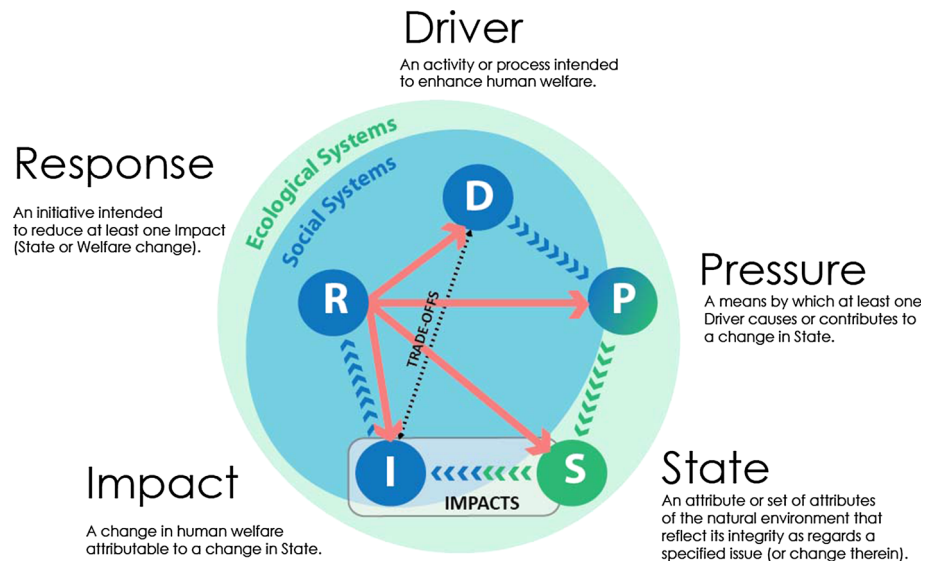 Driver
An activity or process intended
to enhance human welfare.
Response
An initiative intended
to reduce at least one Impact
(State or Welfare change).
Ecological Systems
Social Systems
D
R
P
TRADE-OFFS
I
S
IMPACTS
Pressure
A means by which at least one
Driver causes or contributes to
a change in State.
Impact
A change in human welfare
attributable to a change in State.
State
An attribute or set of attributes
of the natural environment that
reflect its integrity as regards a
specified issue (or change therein).